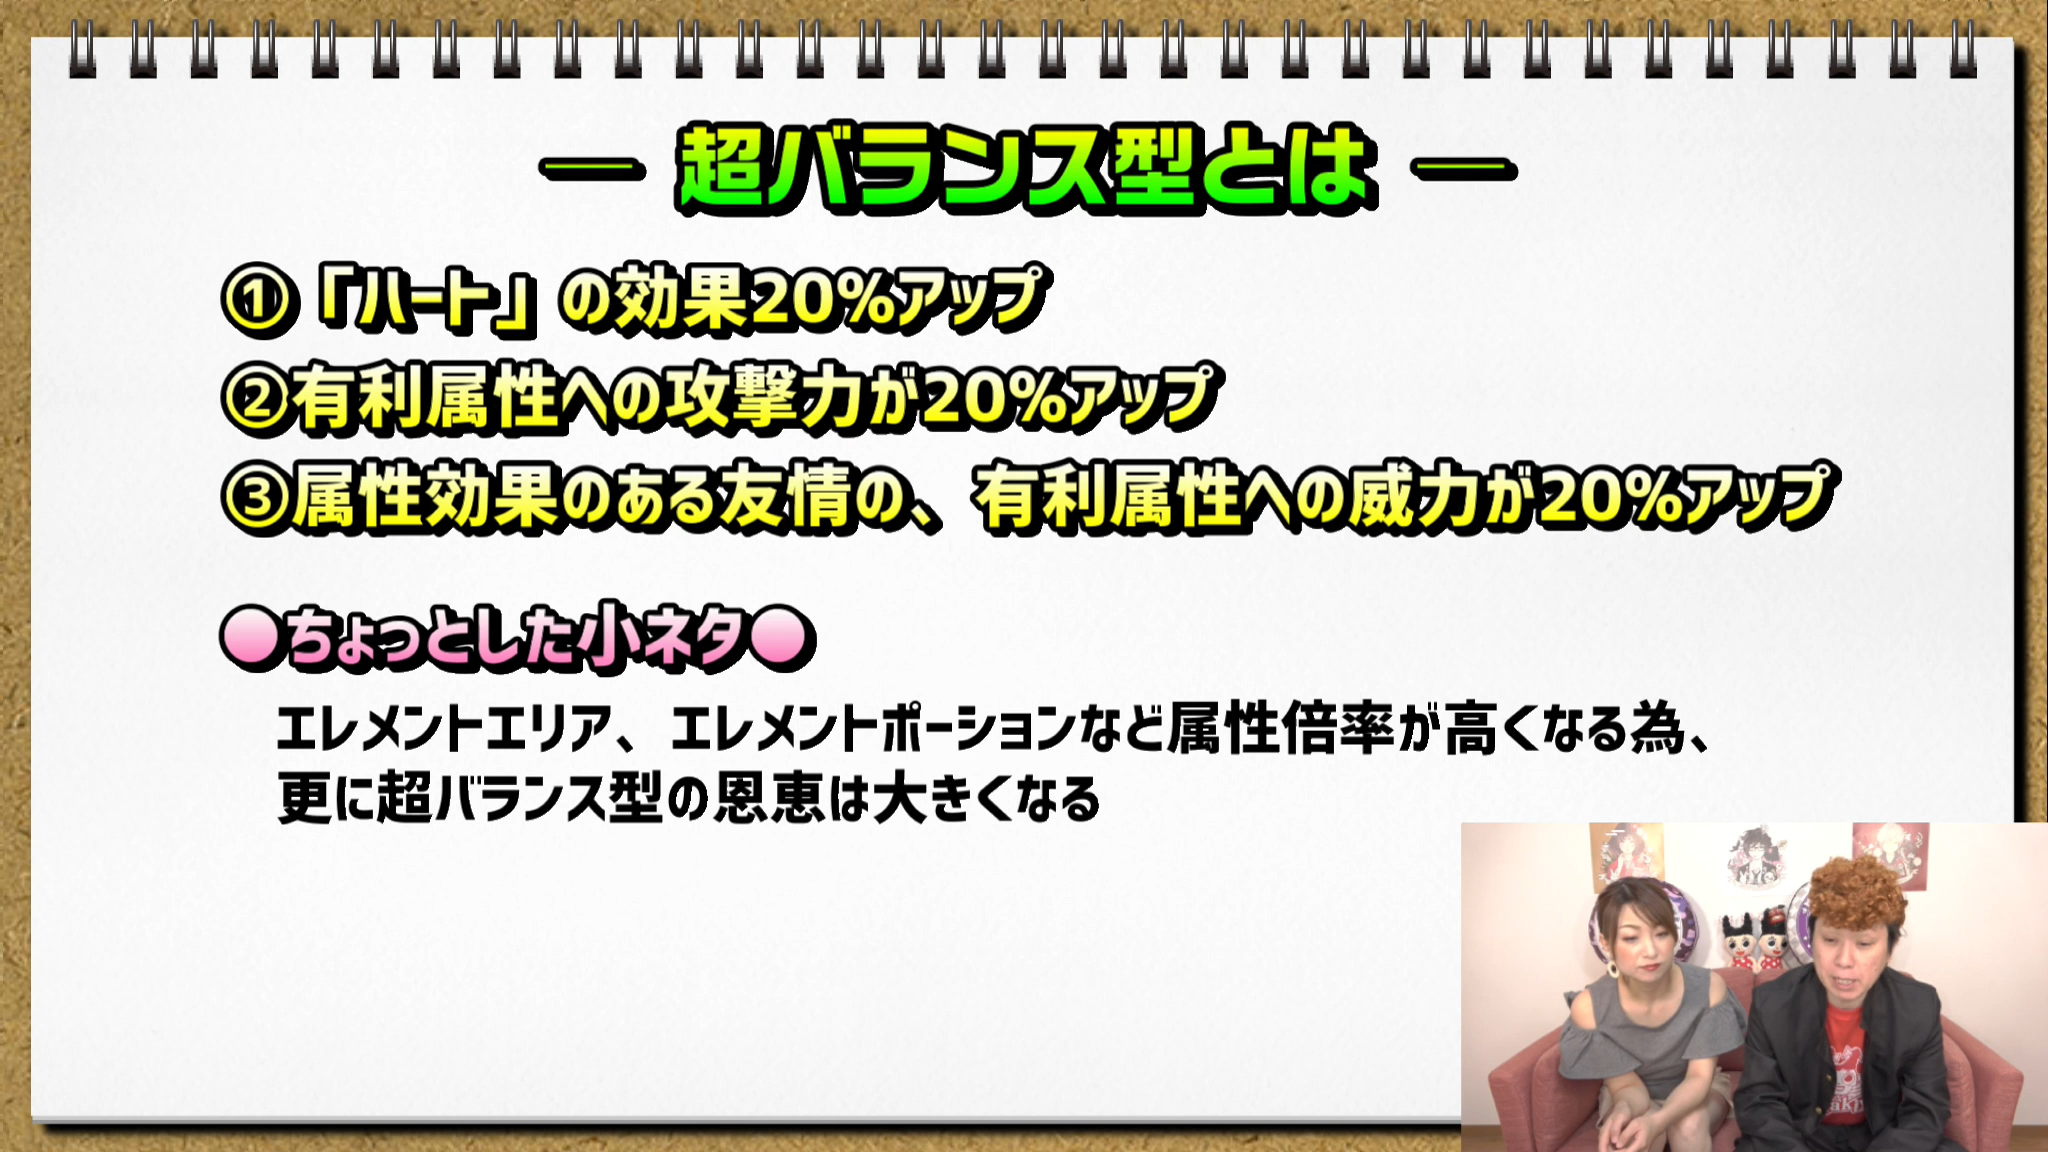 ― 超バランス型とは ―
①「ハート」の効果20%アップ
②有利属性への攻撃力が20%アップ
③属性効果のある友情の、有利属性への威力が20%アップ
●ちょっとした小ネタ●
エレメントエリア、エレメントポーションなど属性倍率が高くなる為、
更に超バランス型の恩恵は大きくなる